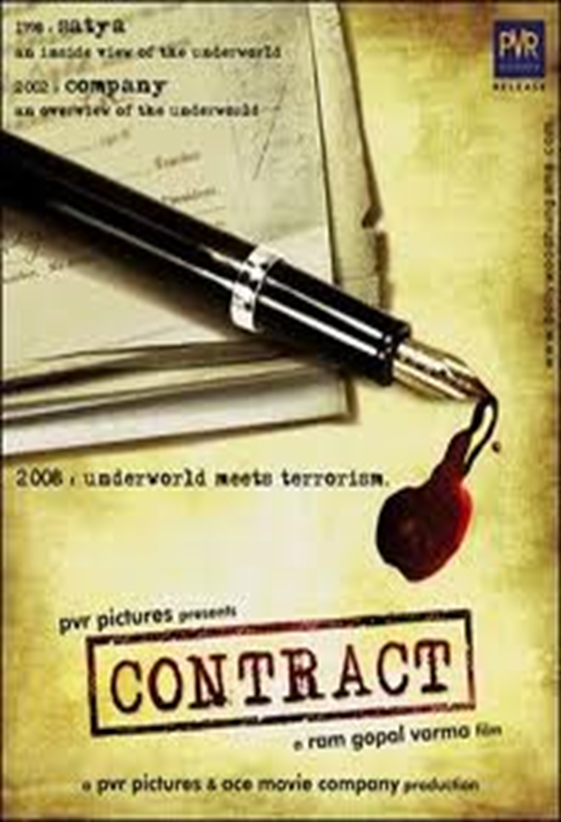 1998 : satya
an inside view of the underworld
2002 : company
an overview of the underworld
PVR
RELEASE
2008 : underworld meets terrorism.
pvr pictures presents
CONTRACT
a ram gopal varma film
a pvr pictures & ace movie company production